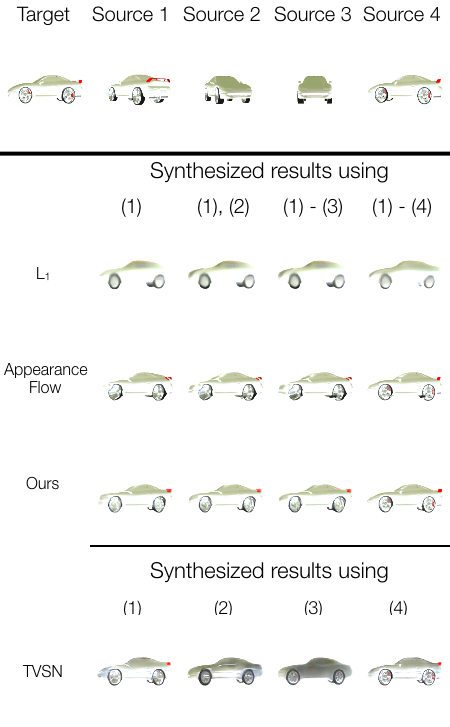 Target Source 1 Source 2 Source 3 Source 4
Synthesized results using
(1) (1), (2) (1) - (3) (1) - (4)
L₁
Appearance
Flow
Ours
Synthesized results using
(1) (2) (3) (4)
TVSN